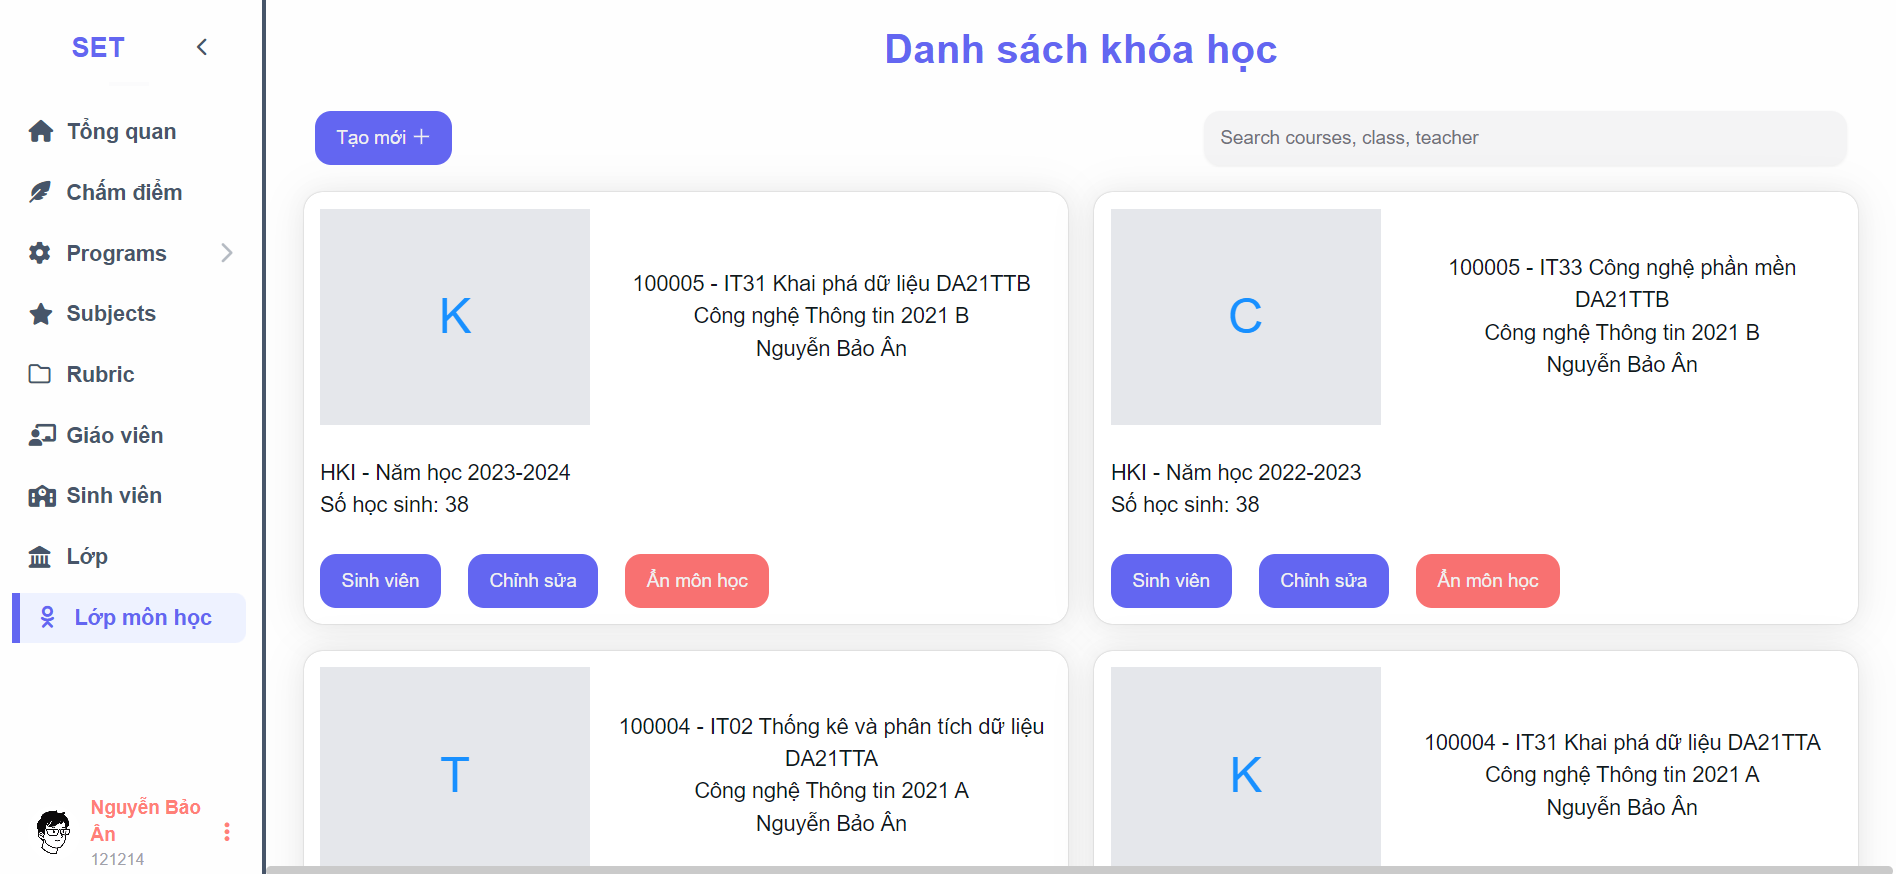 SET
Tổng quan
Chấm điểm
Programs
Subjects
Rubric
Giáo viên
Sinh viên
Lớp
Lớp môn học
Nguyễn Bảo
Ân
121214
Danh sách khóa học
Tạo mới +
Search courses, class, teacher
K
100005 - IT31 Khai phá dữ liệu DA21TTB
Công nghệ Thông tin 2021 B
Nguyễn Bảo Ân
HKI - Năm học 2023-2024
Số học sinh: 38
Sinh viên
Chỉnh sửa
Ẩn môn học
C
100005 - IT33 Công nghệ phần mền
DA21TTB
Công nghệ Thông tin 2021 B
Nguyễn Bảo Ân
HKI - Năm học 2022-2023
Số học sinh: 38
Sinh viên
Chỉnh sửa
Ẩn môn học
T
100004 - IT02 Thống kê và phân tích dữ liệu
DA21TTA
Công nghệ Thông tin 2021 A
Nguyễn Bảo Ân
K
100004 - IT31 Khai phá dữ liệu DA21TTA
Công nghệ Thông tin 2021 A
Nguyễn Bảo Ân